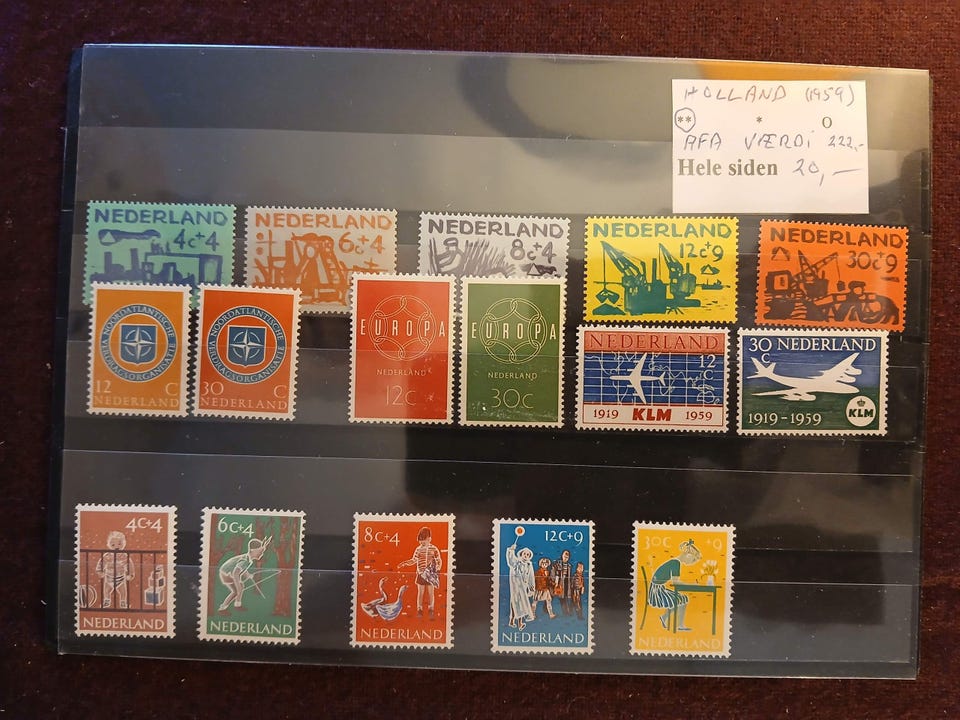 HOLLAND (1959)
** * O
AFA VÆRDI 222,-
Hele siden 20,-
NEDERLAND
4c+4
NEDERLAND
6c+4
NEDERLAND
8c+4
NEDERLAND
12c+9
NEDERLAND
30c+9
NOORDATLANTISCHE VERDRAGSORGANISATIE
12 C
NEDERLAND
NOORDATLANTISCHE VERDRAGSORGANISATIE
30 C
NEDERLAND
EUROPA
NEDERLAND
12C
EUROPA
NEDERLAND
30C
NEDERLAND
12
C
1919 KLM 1959
30 NEDERLAND
C
KLM
1919-1959
4C+4
NEDERLAND
6C+4
NEDERLAND
8C+4
NEDERLAND
12C+9
NEDERLAND
30C +9
NEDERLAND